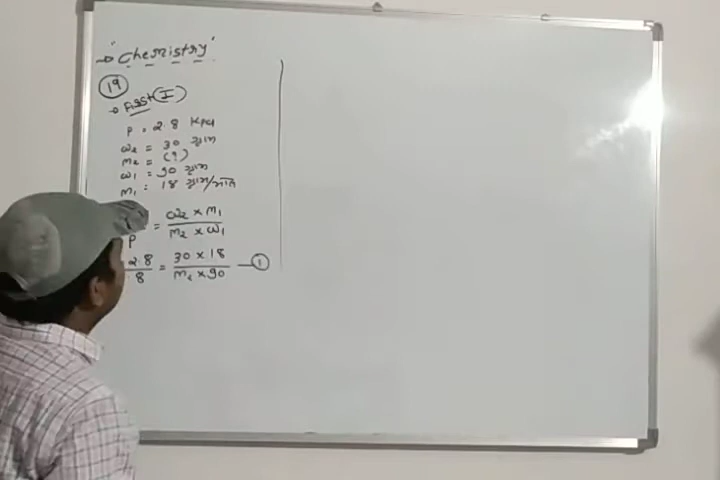 → "Chemistry"
19
→ (I)
P = 2.8 Kpa
w₂ = 30 ग्राम
m₂ = (?)
w₁ = 90 ग्राम
m₁ = 18 ग्राम/मोल
P = w₂ × m₁ / m₂ × w₁
2.8 / .8 = 30 × 18 / m₂ × 90 — ①